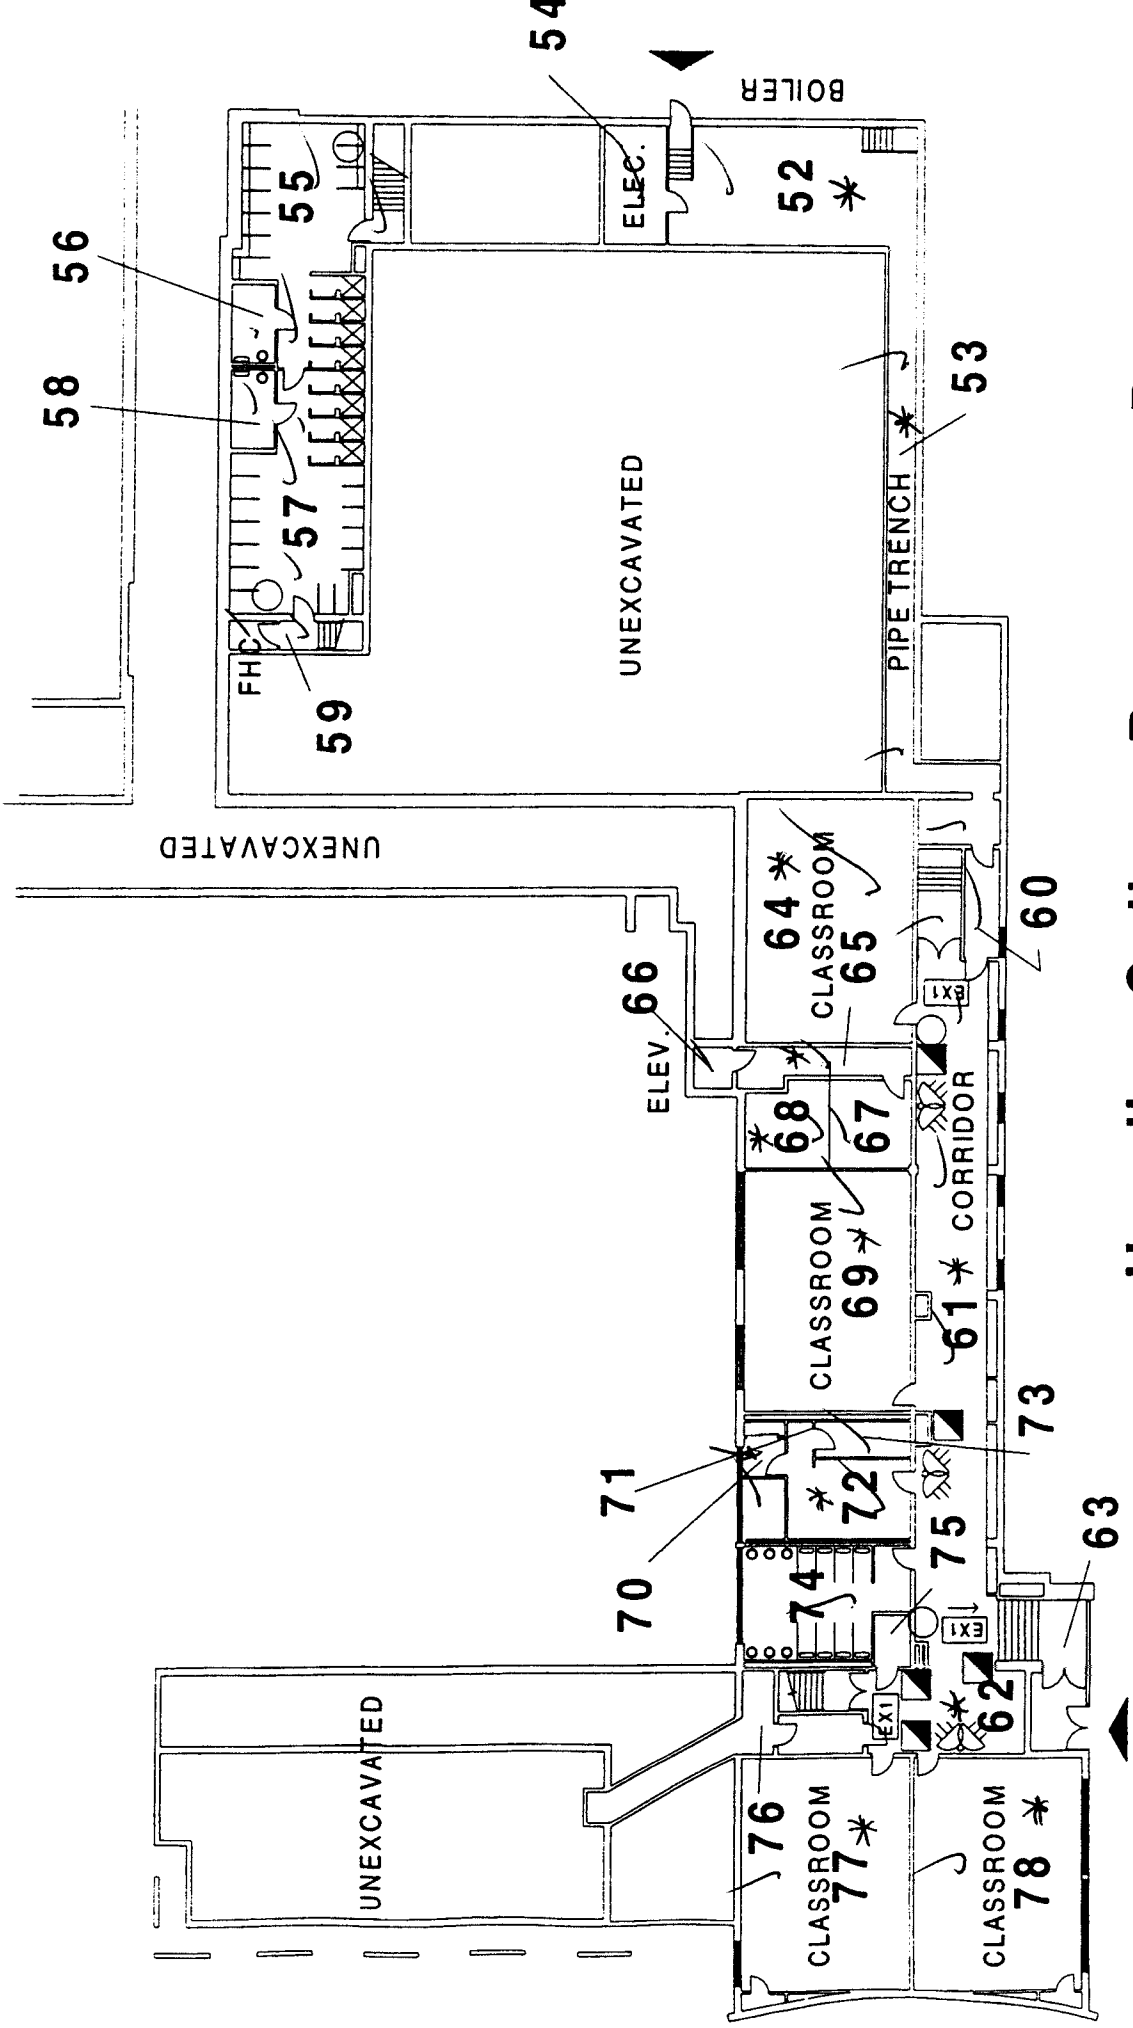 54
BOILER
ELEC.
52
55
56
58
57
FHC
59
UNEXCAVATED
PIPE TRENCH
53
UNEXCAVATED
64
CLASSROOM
65
60
66
ELEV.
EX1
68
67
CORRIDOR
CLASSROOM
69
61
73
71
70
72
75
74
63
EX1
62
EX1
UNEXCAVATED
76
CLASSROOM
77
CLASSROOM
78